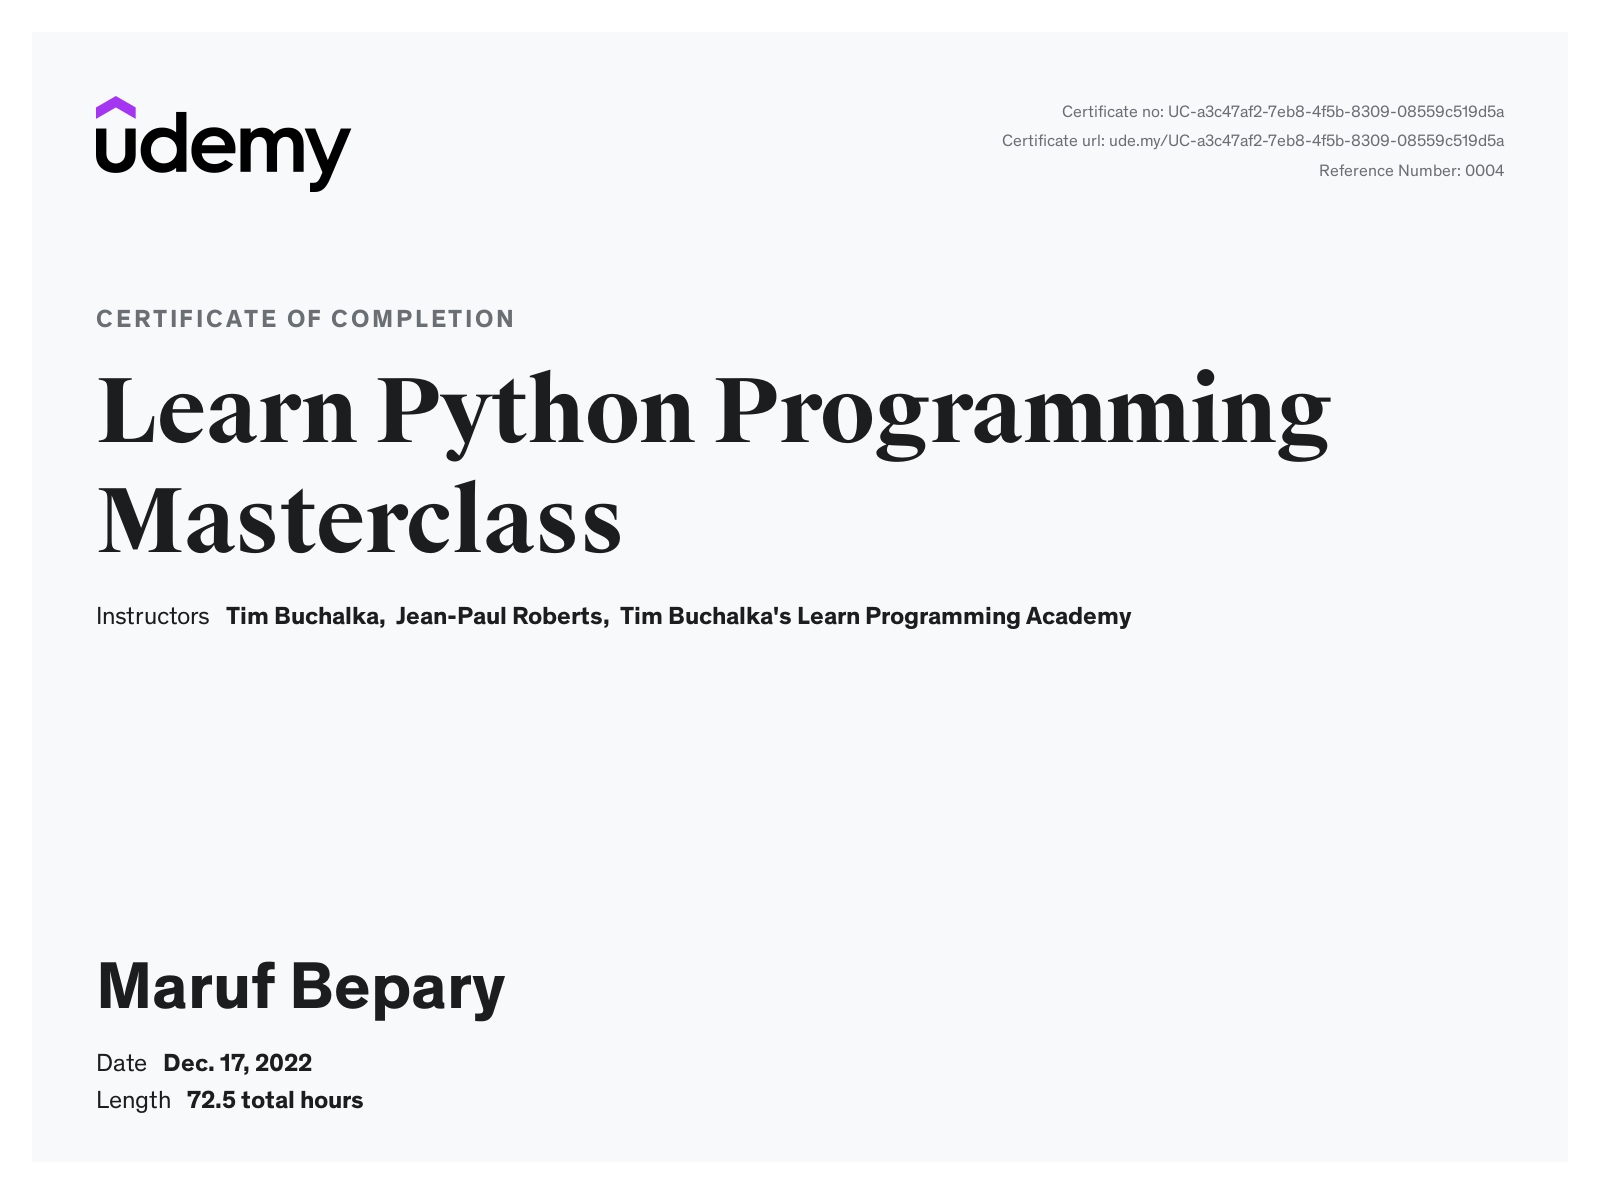 udemy
Certificate no: UC-a3c47af2-7eb8-4f5b-8309-08559c519d5a
Certificate url: ude.my/UC-a3c47af2-7eb8-4f5b-8309-08559c519d5a
Reference Number: 0004
CERTIFICATE OF COMPLETION
Learn Python Programming
Masterclass
Instructors Tim Buchalka, Jean-Paul Roberts, Tim Buchalka's Learn Programming Academy
Maruf Bepary
Date Dec. 17, 2022
Length 72.5 total hours